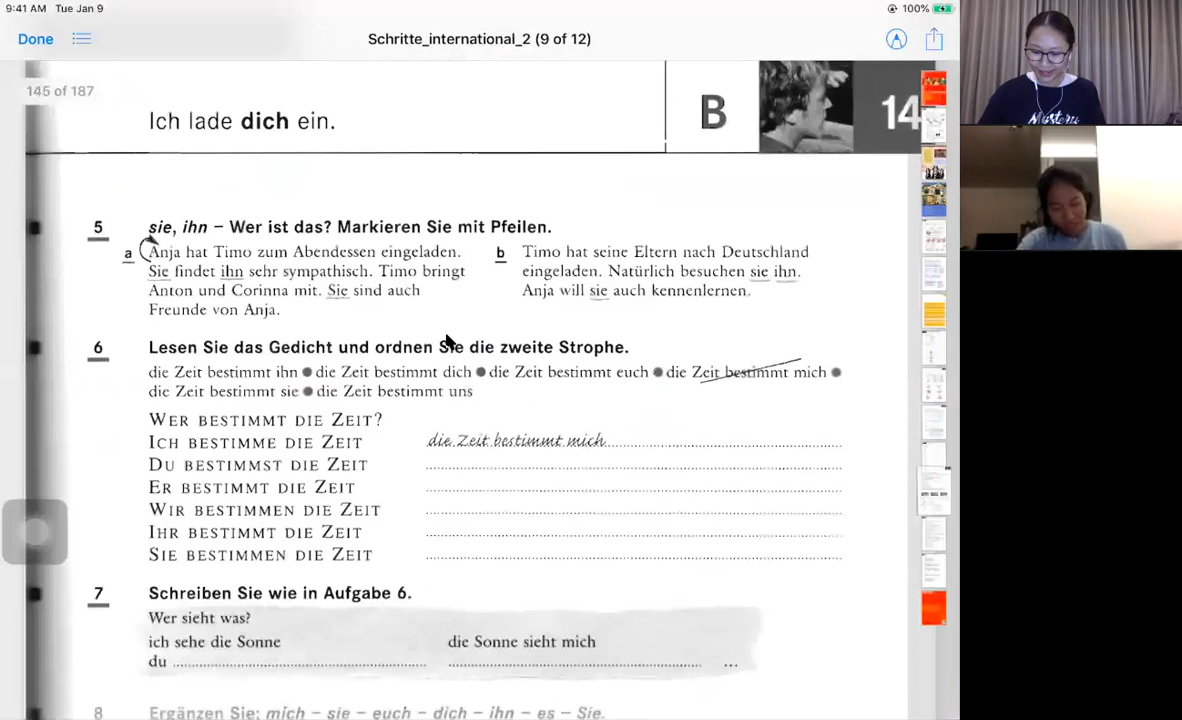 9:41 AM Tue Jan 9
100%
Done
Schritte_international_2 (9 of 12)
145 of 187
Ich lade dich ein.
B
14
5 sie, ihn – Wer ist das? Markieren Sie mit Pfeilen.
a Anja hat Timo zum Abendessen eingeladen.
Sie findet ihn sehr sympathisch. Timo bringt
Anton und Corinna mit. Sie sind auch
Freunde von Anja.
b Timo hat seine Eltern nach Deutschland
eingeladen. Natürlich besuchen sie ihn.
Anja will sie auch kennenlernen.
6 Lesen Sie das Gedicht und ordnen Sie die zweite Strophe.
die Zeit bestimmt ihn ● die Zeit bestimmt dich ● die Zeit bestimmt euch ● die Zeit bestimmt mich ●
die Zeit bestimmt sie ● die Zeit bestimmt uns
WER BESTIMMT DIE ZEIT?
ICH BESTIMME DIE ZEIT die Zeit bestimmt mich
DU BESTIMMST DIE ZEIT
ER BESTIMMT DIE ZEIT
WIR BESTIMMEN DIE ZEIT
IHR BESTIMMT DIE ZEIT
SIE BESTIMMEN DIE ZEIT
7 Schreiben Sie wie in Aufgabe 6.
Wer sieht was?
ich sehe die Sonne die Sonne sieht mich
du ...
8 Ergänzen Sie: mich – sie – euch – dich – ihn – es – Sie.